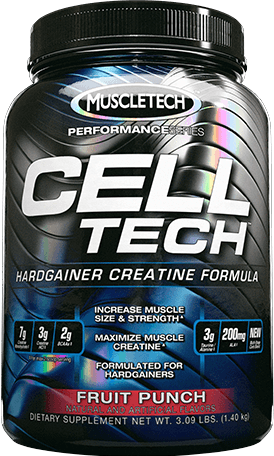 MUSCLETECH
PERFORMANCE SERIES
CELL
TECH
HARDGAINER CREATINE FORMULA
INCREASE MUSCLE
SIZE & STRENGTH*
MAXIMIZE MUSCLE
CREATINE*
FORMULATED FOR
HARDGAINERS
7g
3g
2g
3g
200mg
NEW
FRUIT PUNCH
NATURAL AND ARTIFICIAL FLAVORS
DIETARY SUPPLEMENT NET WT. 3.09 LBS. (1.40 kg)